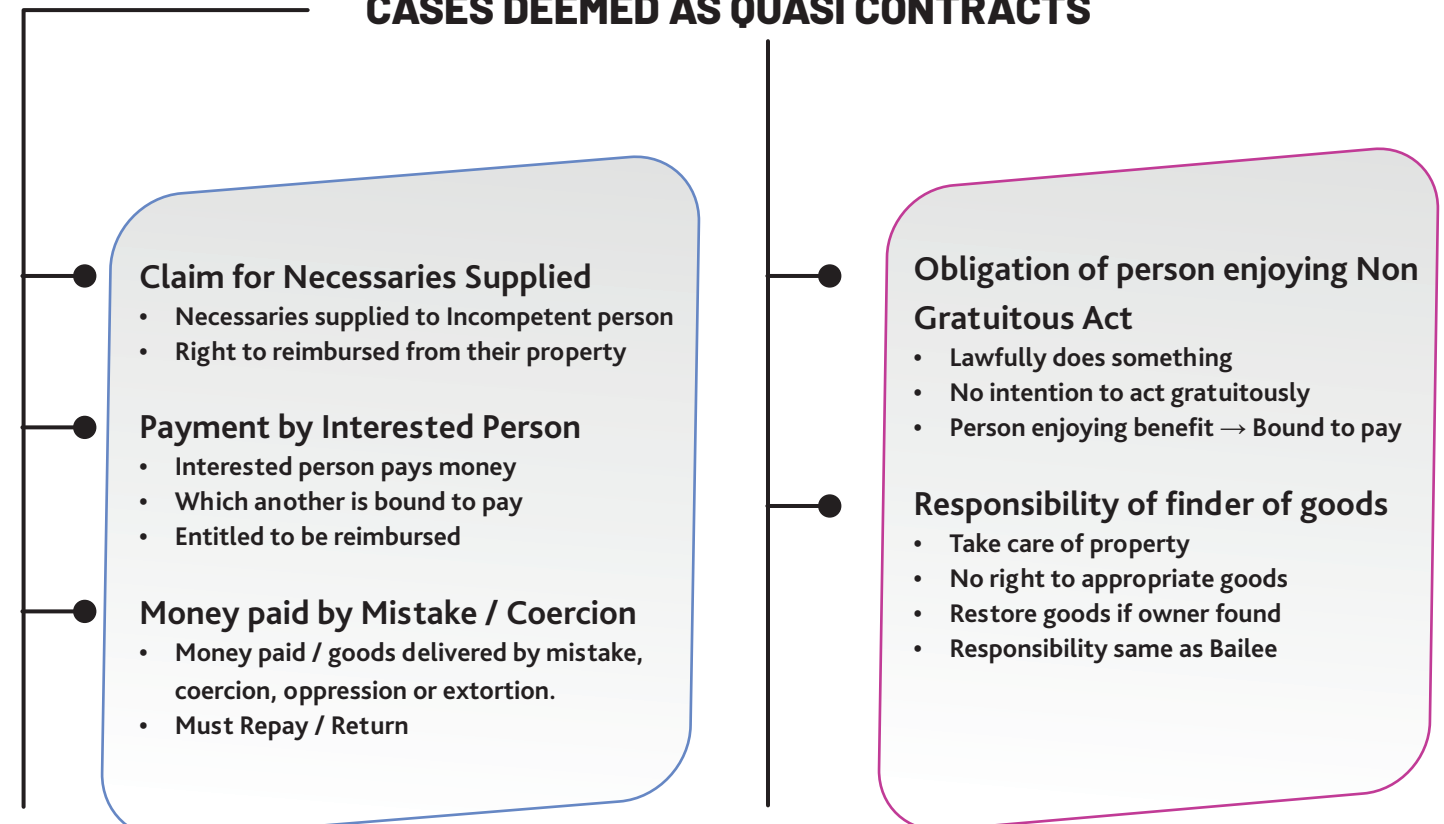 CASES DEEMED AS QUASI CONTRACTS
Claim for Necessaries Supplied
• Necessaries supplied to Incompetent person
• Right to reimbursed from their property
Payment by Interested Person
• Interested person pays money
• Which another is bound to pay
• Entitled to be reimbursed
Money paid by Mistake / Coercion
• Money paid / goods delivered by mistake,
coercion, oppression or extortion.
• Must Repay / Return
Obligation of person enjoying Non
Gratuitous Act
• Lawfully does something
• No intention to act gratuitously
• Person enjoying benefit → Bound to pay
Responsibility of finder of goods
• Take care of property
• No right to appropriate goods
• Restore goods if owner found
• Responsibility same as Bailee